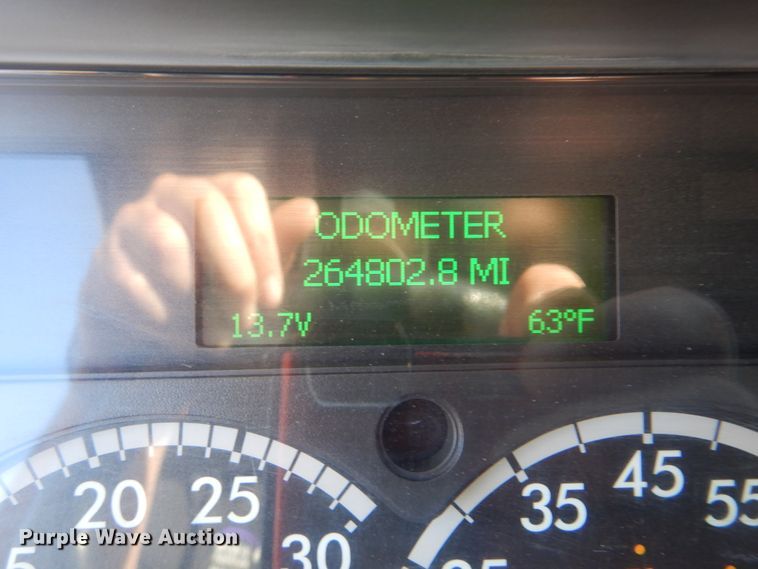 ODOMETER
264802.8 MI
13.7V 63°F
20 25 30
35 45 55
Purple Wave Auction